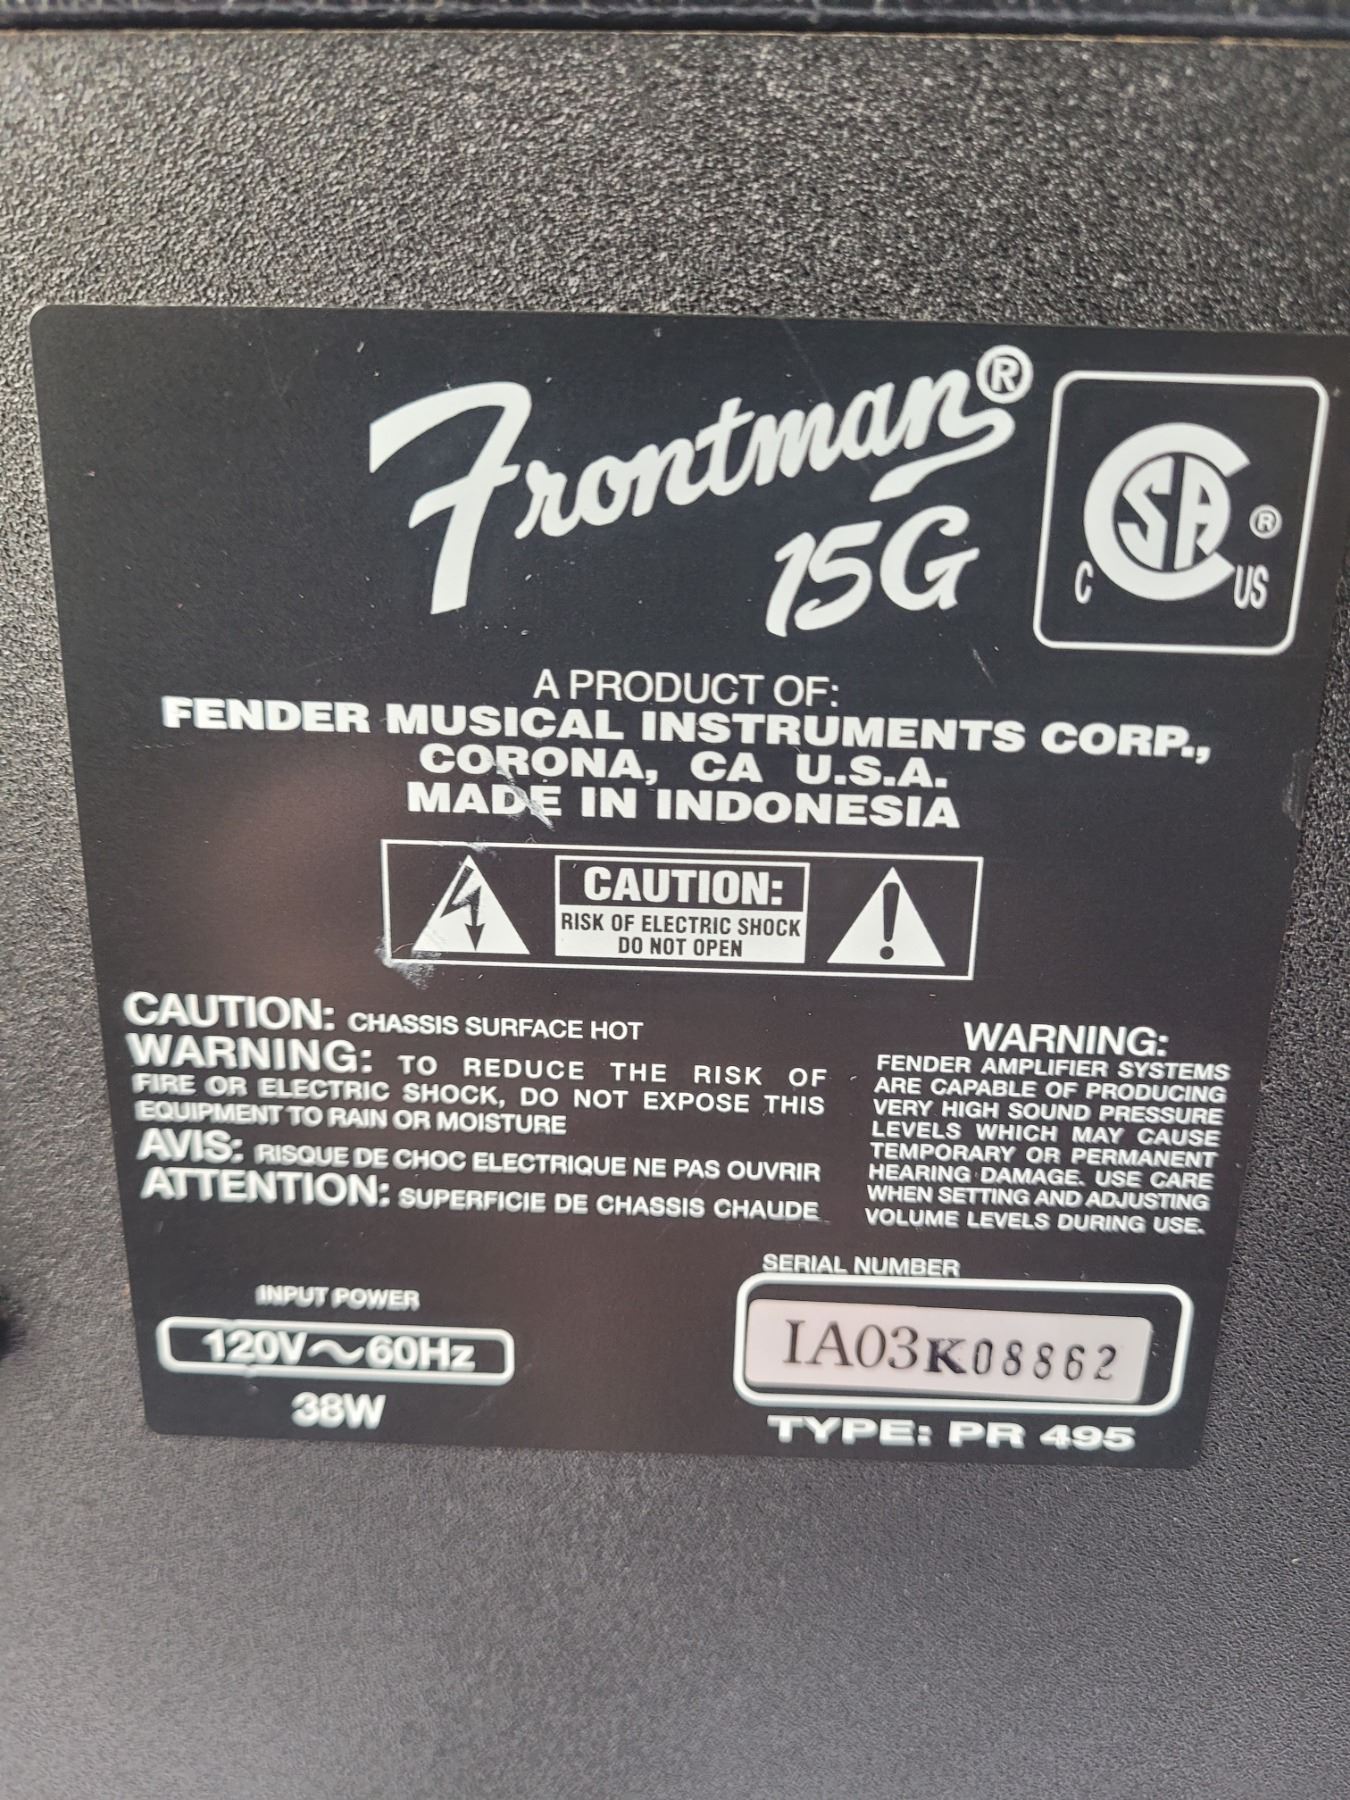 Frontman®
15G
CSA ®
C US
A PRODUCT OF:
FENDER MUSICAL INSTRUMENTS CORP.,
CORONA, CA U.S.A.
MADE IN INDONESIA
CAUTION:
RISK OF ELECTRIC SHOCK
DO NOT OPEN
CAUTION: CHASSIS SURFACE HOT
WARNING: TO REDUCE THE RISK OF
FIRE OR ELECTRIC SHOCK, DO NOT EXPOSE THIS
EQUIPMENT TO RAIN OR MOISTURE
AVIS: RISQUE DE CHOC ELECTRIQUE NE PAS OUVRIR
ATTENTION: SUPERFICIE DE CHASSIS CHAUDE
WARNING:
FENDER AMPLIFIER SYSTEMS
ARE CAPABLE OF PRODUCING
VERY HIGH SOUND PRESSURE
LEVELS WHICH MAY CAUSE
TEMPORARY OR PERMANENT
HEARING DAMAGE. USE CARE
WHEN SETTING AND ADJUSTING
VOLUME LEVELS DURING USE.
INPUT POWER
120V～60Hz
38W
SERIAL NUMBER
IA03K08862
TYPE: PR 495